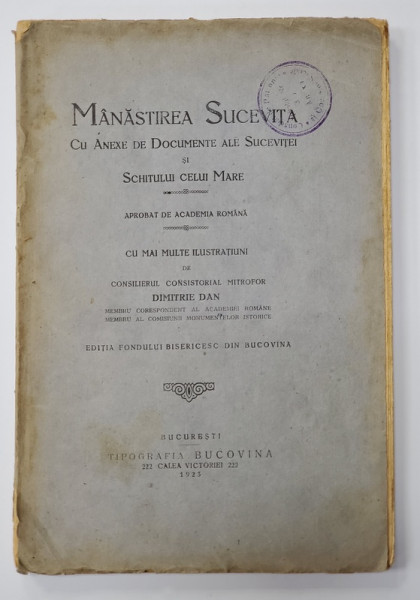 MÂNĂSTIREA SUCEVIȚA
CU ANEXE DE DOCUMENTE ALE SUCEVIȚEI
ȘI
SCHITULUI CELUI MARE
APROBAT DE ACADEMIA ROMÂNĂ
CU MAI MULTE ILUSTRAȚIUNI
DE
CONSILIERUL CONSISTORIAL MITROFOR
DIMITRIE DAN
MEMBRU CORESPONDENT AL ACADEMIEI ROMÂNE
MEMBRU AL COMISIUNII MONUMENTELOR ISTORICE
EDIȚIA FONDULUI BISERICESC DIN BUCOVINA
BUCUREȘTI
TIPOGRAFIA BUCOVINA
222 CALEA VICTORIEI 222
1923